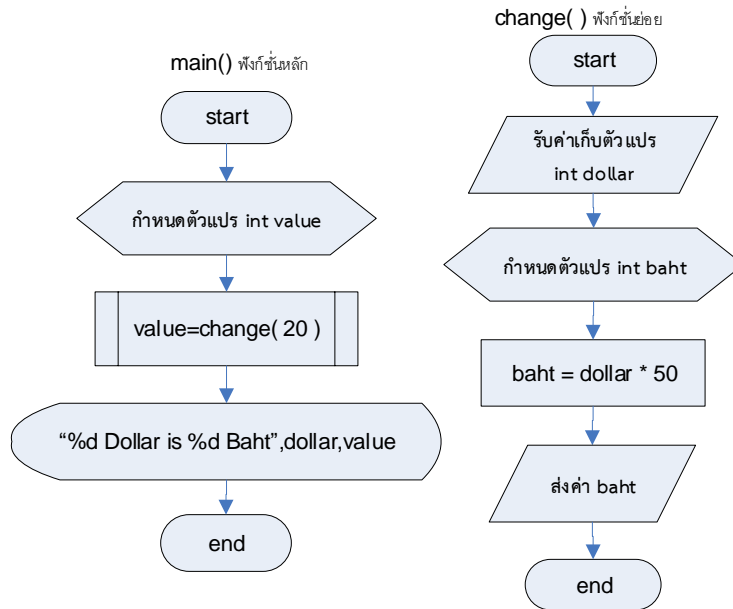 main() ฟังก์ชั่นหลัก
start
กำหนดตัวแปร int value
value=change( 20 )
“%d Dollar is %d Baht”,dollar,value
end
change( ) ฟังก์ชั่นย่อย
start
รับค่าเก็บตัวแปร
int dollar
กำหนดตัวแปร int baht
baht = dollar * 50
ส่งค่า baht
end